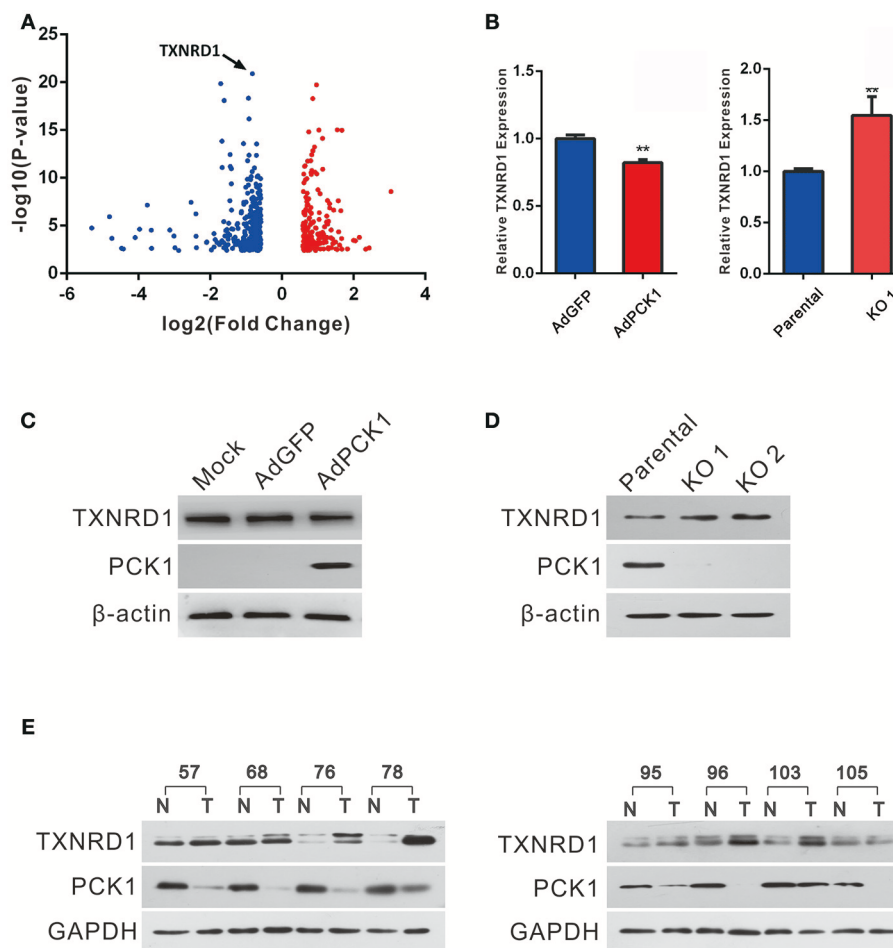 A
25
20
15
10
5
0
-log10(P-value)
TXNRD1
-6 -4 -2 0 2 4
log2(Fold Change)
B
Relative TXNRD1 Expression
1.5
1.0
0.5
0.0
**
AdGFP AdPCK1
Relative TXNRD1 Expression
2.0
1.5
1.0
0.5
0.0
**
Parental KO 1
C
Mock AdGFP AdPCK1
TXNRD1
PCK1
β-actin
D
Parental KO 1 KO 2
TXNRD1
PCK1
β-actin
E
57 68 76 78
N T N T N T N T
TXNRD1
PCK1
GAPDH
95 96 103 105
N T N T N T N T
TXNRD1
PCK1
GAPDH